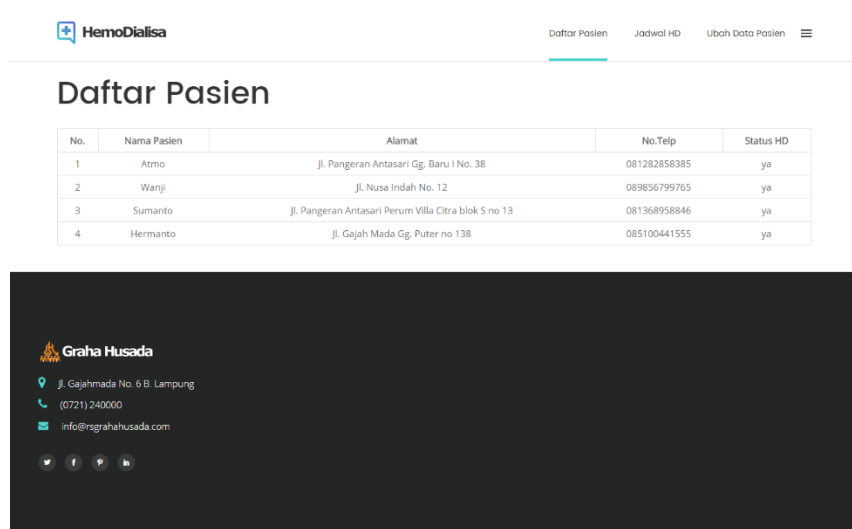 HemoDialisa
Daftar Pasien Jadwal HD Ubah Data Pasien
Daftar Pasien
No. Nama Pasien Alamat No.Telp Status HD
1 Atmo Jl. Pangeran Antasari Gg. Baru I No. 38 081282858385 ya
2 Wanji Jl. Nusa Indah No. 12 089856799765 ya
3 Sumanto Jl. Pangeran Antasari Perum Villa Citra blok S no 13 081368958846 ya
4 Hermanto Jl. Gajah Mada Gg. Puter no 138 085100441555 ya
Graha Husada
Jl. Gajahmada No. 6 B. Lampung
(0721) 240000
info@rsgrahahusada.com